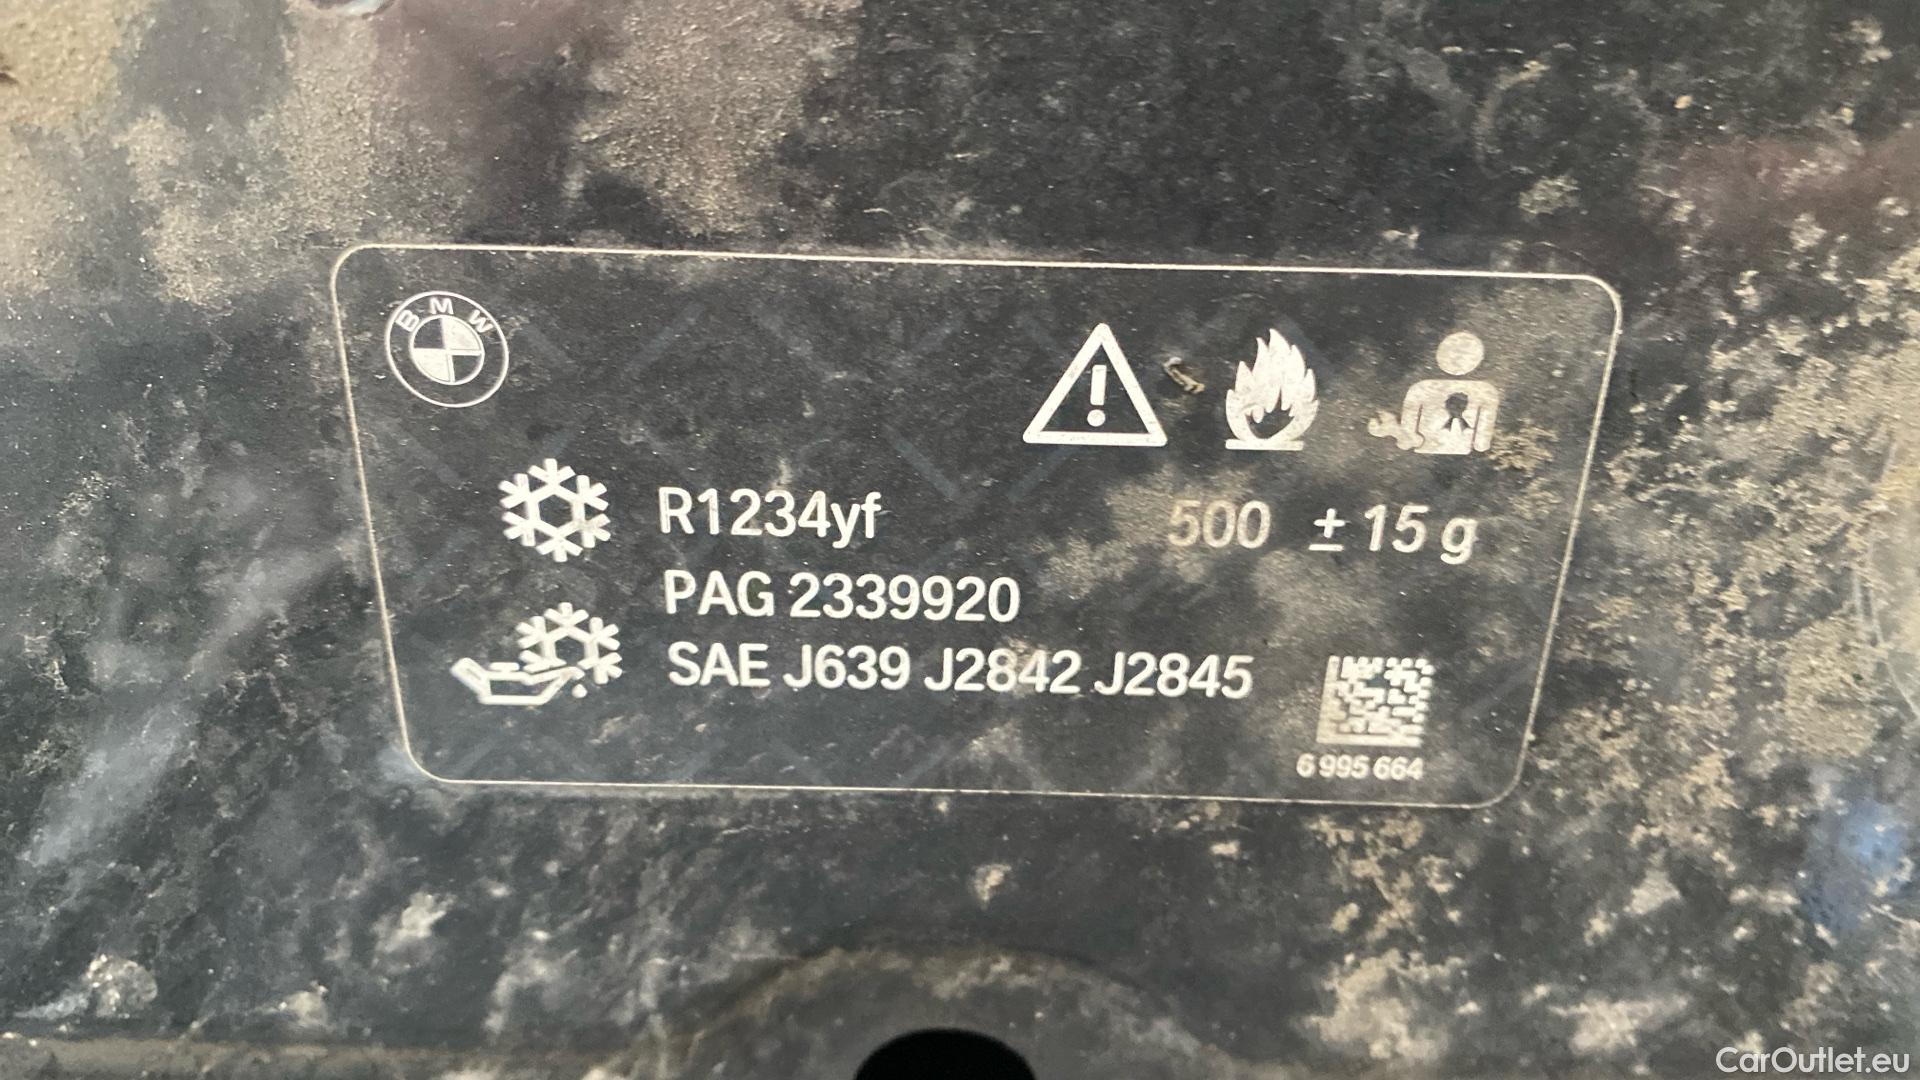 BMW
R1234yf 500 ± 15 g
PAG 2339920
SAE J639 J2842 J2845
6 995 664
CarOutlet.eu